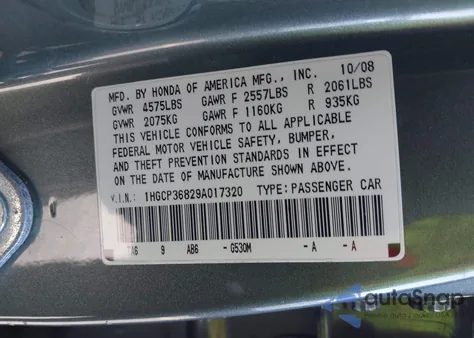 MFD. BY HONDA OF AMERICA MFG., INC. 10/08
GVWR 4575LBS GAWR F 2557LBS R 2061LBS
GVWR 2075KG GAWR F 1160KG R 935KG
THIS VEHICLE CONFORMS TO ALL APPLICABLE
FEDERAL MOTOR VEHICLE SAFETY, BUMPER,
AND THEFT PREVENTION STANDARDS IN EFFECT
ON THE DATE OF MANUFACTURE SHOWN ABOVE.
V.I.N.: 1HGCP36829A017320 TYPE: PASSENGER CAR
9 AB6 -G530M -A -A
autoSnap